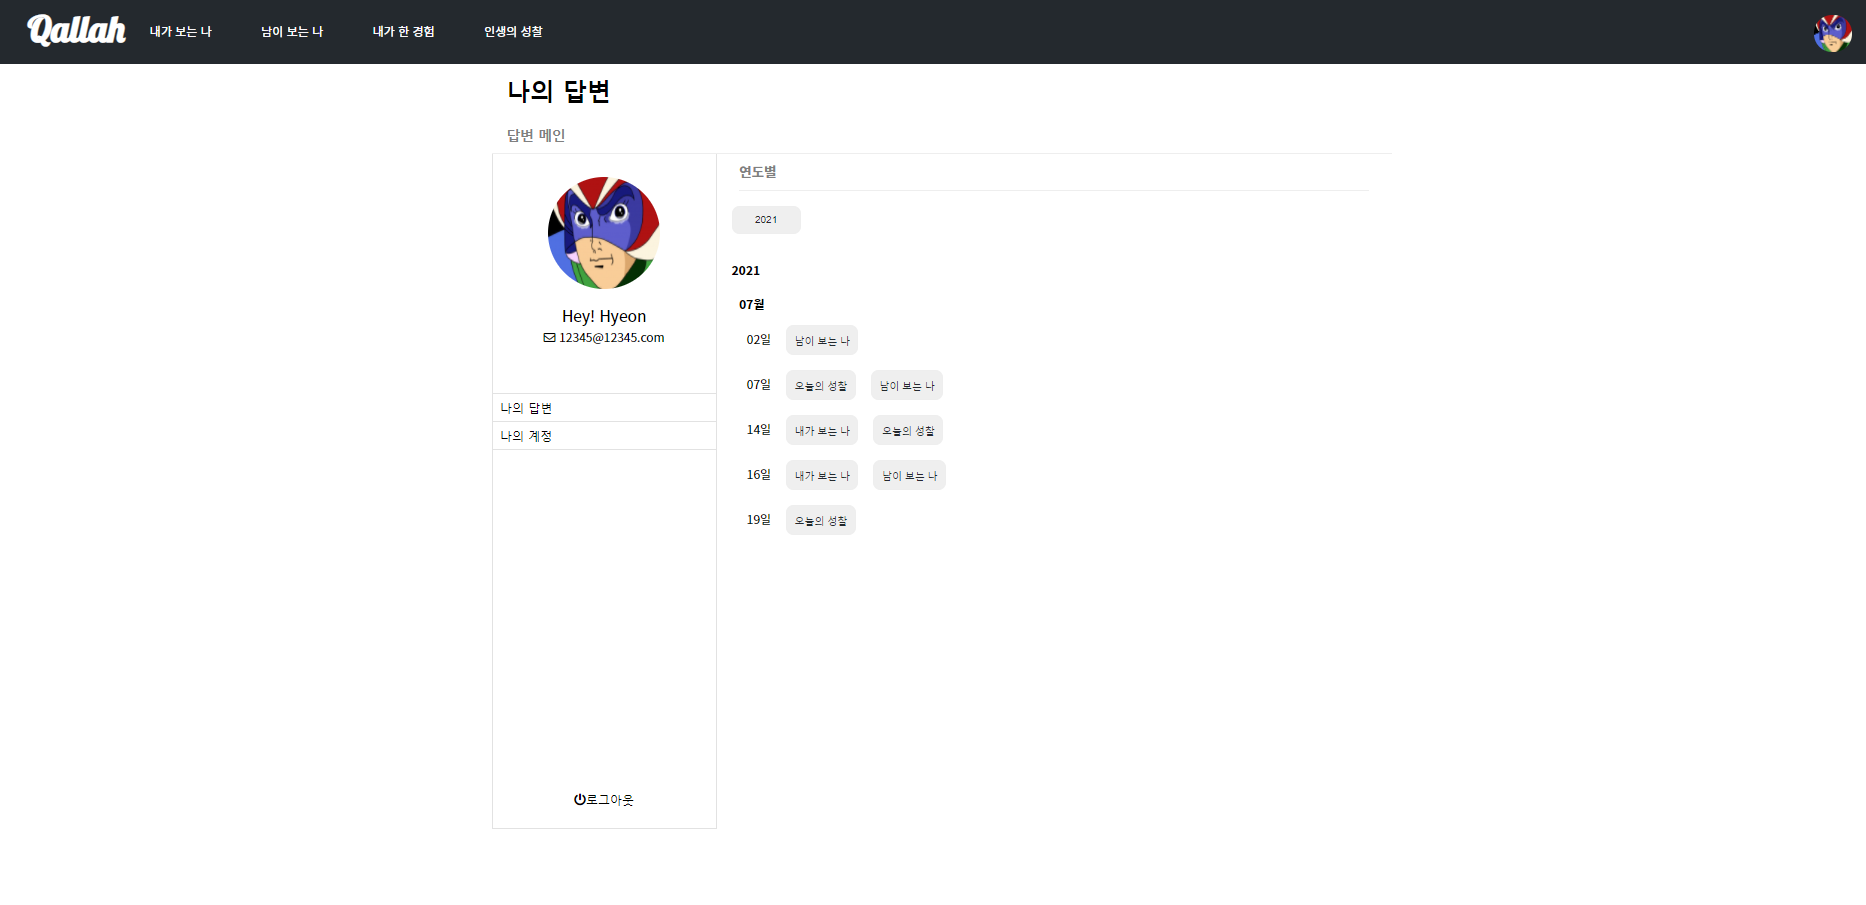 Qallah 내가 보는 나 남이 보는 나 내가 한 경험 인생의 성찰
나의 답변
답변 메인
Hey! Hyeon
12345@12345.com
나의 답변
나의 계정
로그아웃
연도별
2021
2021
07월
02일 남이 보는 나
07일 오늘의 성찰 남이 보는 나
14일 내가 보는 나 오늘의 성찰
16일 내가 보는 나 남이 보는 나
19일 오늘의 성찰